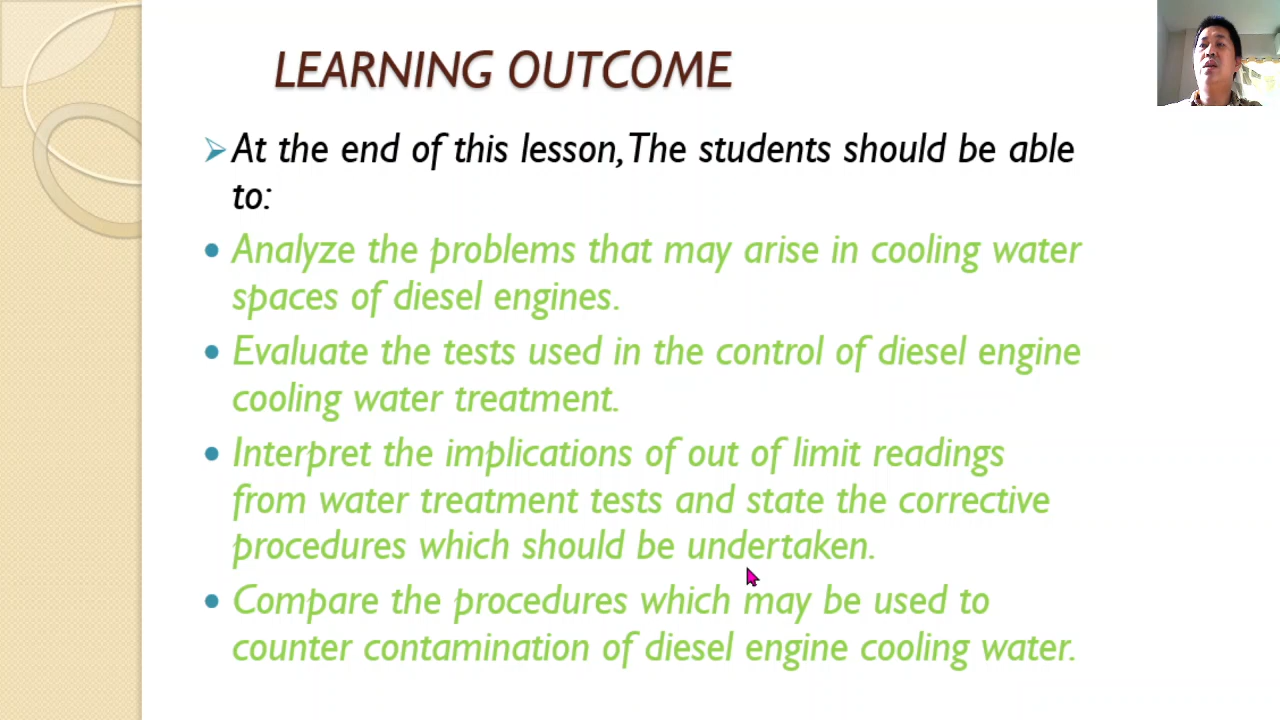 LEARNING OUTCOME
At the end of this lesson, The students should be able
to:
Analyze the problems that may arise in cooling water
spaces of diesel engines.
Evaluate the tests used in the control of diesel engine
cooling water treatment.
Interpret the implications of out of limit readings
from water treatment tests and state the corrective
procedures which should be undertaken.
Compare the procedures which may be used to
counter contamination of diesel engine cooling water.